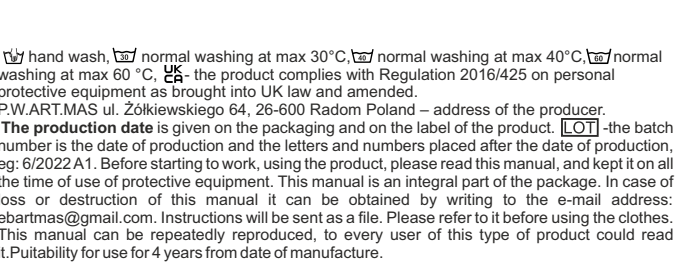 hand wash, 30 normal washing at max 30°C, 40 normal washing at max 40°C, 60 normal
washing at max 60 °C, UK CA - the product complies with Regulation 2016/425 on personal
protective equipment as brought into UK law and amended.
P.W.ART.MAS ul. Żółkiewskiego 64, 26-600 Radom Poland – address of the producer.
The production date is given on the packaging and on the label of the product. LOT -the batch
number is the date of production and the letters and numbers placed after the date of production,
eg: 6/2022 A1. Before starting to work, using the product, please read this manual, and kept it on all
the time of use of protective equipment. This manual is an integral part of the package. In case of
loss or destruction of this manual it can be obtained by writing to the e-mail address:
ebartmas@gmail.com. Instructions will be sent as a file. Please refer to it before using the clothes.
This manual can be repeatedly reproduced, to every user of this type of product could read
it.Puitability for use for 4 years from date of manufacture.